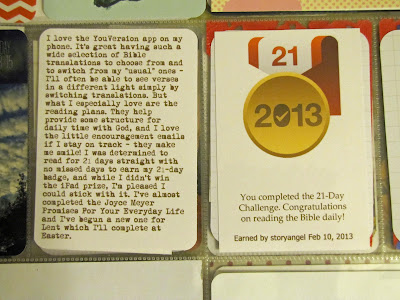 I love the YouVersion app on my
phone. It's great having such a
wide selection of Bible
translations to choose from and
to switch from my "usual" ones -
I'll often be able to see verses
in a different light simply by
switching translations. But
what I especially love are the
reading plans. They help
provide some structure for
daily time with God, and I love
the little encouragement emails
if I stay on track - they make
me smile! I was determined to
read for 21 days straight with
no missed days to earn my 21-day
badge, and while I didn't win
the iPad prize, I'm pleased I
could stick with it. I've almost
completed the Joyce Meyer
Promises For Your Everyday Life
and I've begun a new one for
Lent which I'll complete at
Easter.
21
2013
You completed the 21-Day
Challenge. Congratulations
on reading the Bible daily!
Earned by storyangel Feb 10, 2013